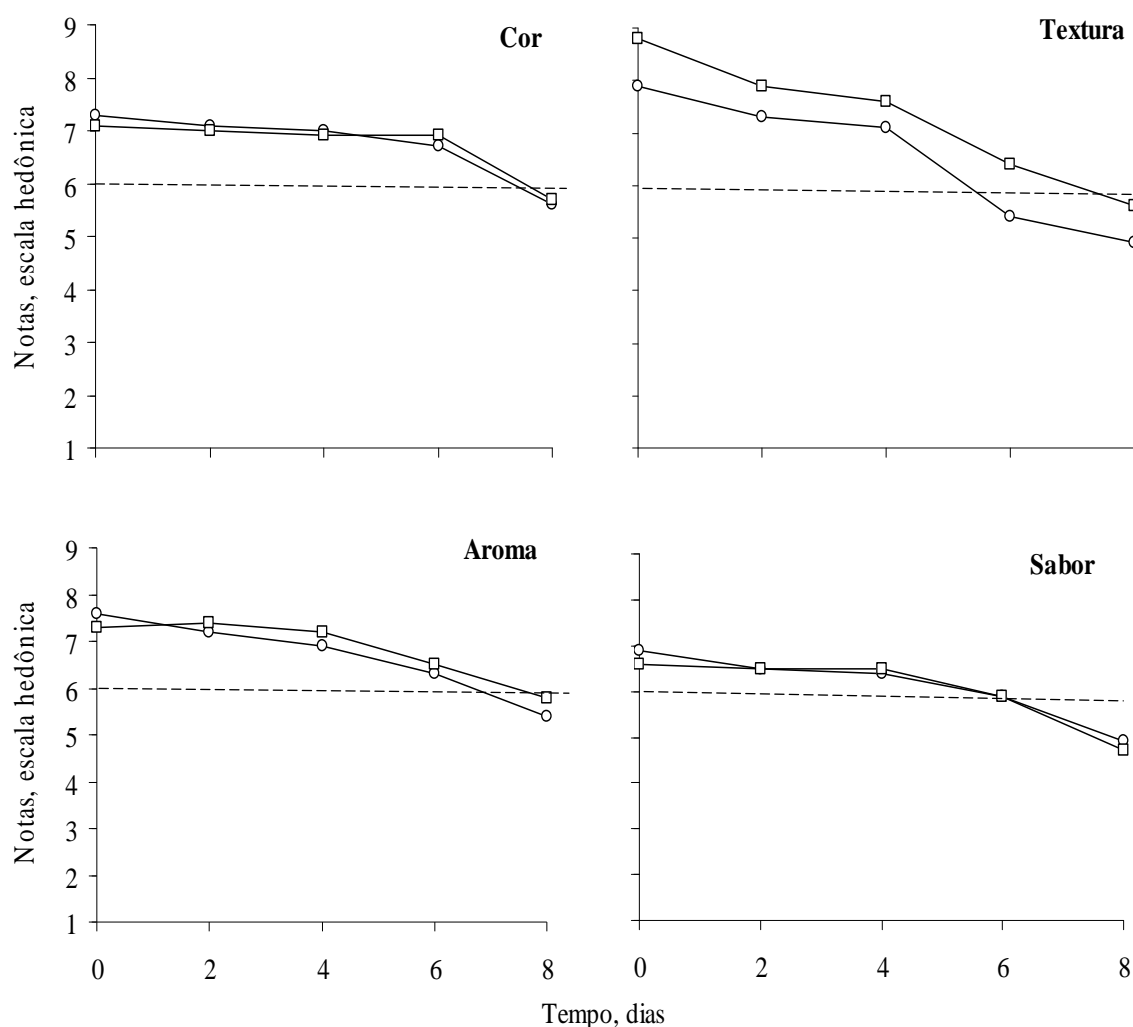 Cor
Textura
Notas, escala hedônica
9
8
7
6
5
4
3
2
1
Aroma
Sabor
Notas, escala hedônica
9
8
7
6
5
4
3
2
1
0 2 4 6 8
0 2 4 6 8
Tempo, dias